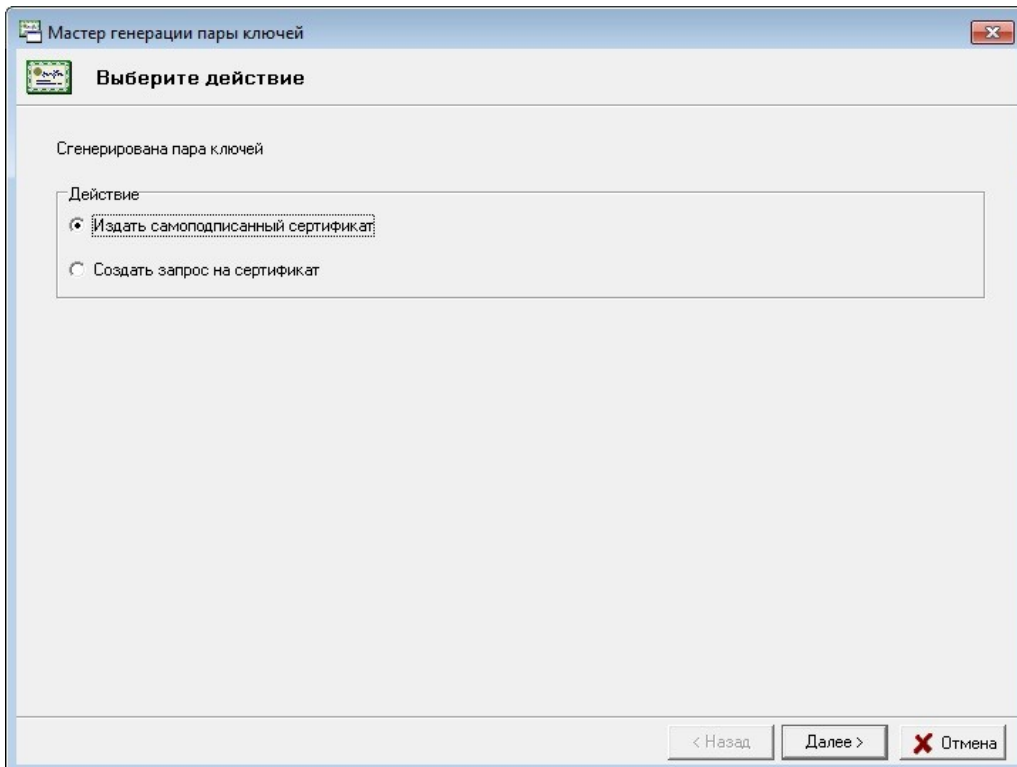 Мастер генерации пары ключей
Выберите действие
Сгенерирована пара ключей
Действие
Издать самоподписанный сертификат
Создать запрос на сертификат
< Назад
Далее >
Отмена